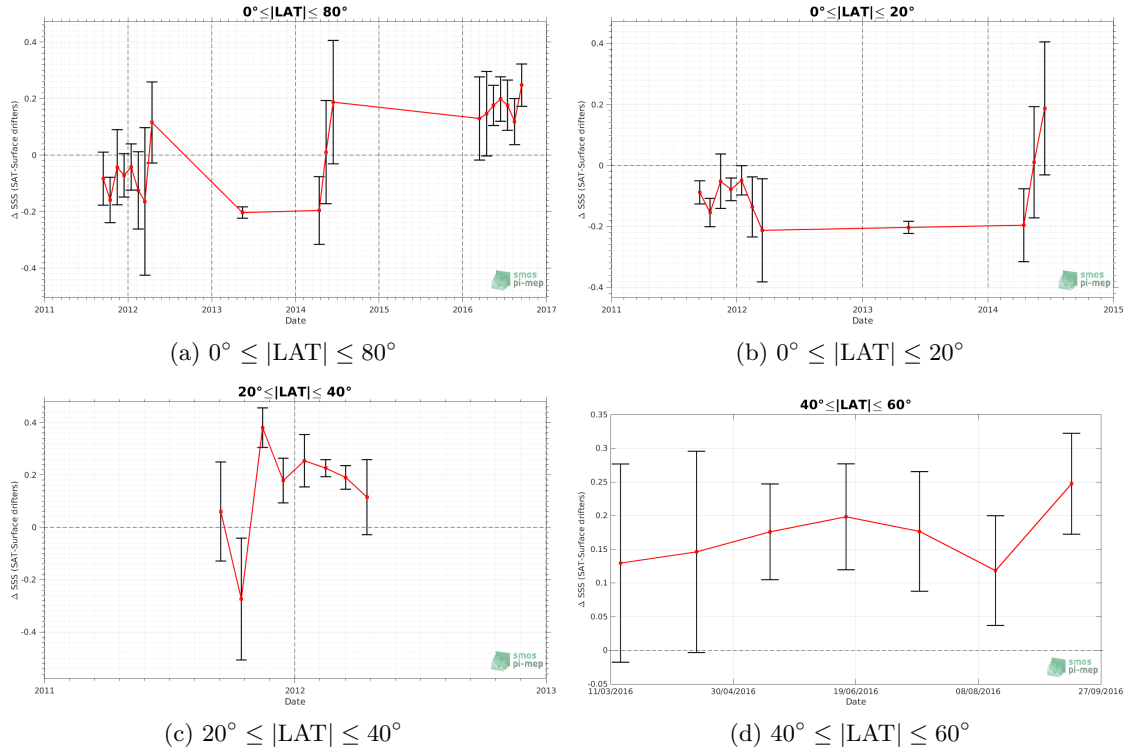 0°≤|LAT|≤ 80°
Δ SSS (SAT-Surface drifters)
0.4
0.2
0
-0.2
-0.4
2011
2012
2013
2014
2015
2016
2017
Date
smos
pi-mep
(a) 0° ≤ |LAT| ≤ 80°
0°≤|LAT|≤ 20°
Δ SSS (SAT-Surface drifters)
0.4
0.2
0
-0.2
-0.4
2011
2012
2013
2014
2015
Date
smos
pi-mep
(b) 0° ≤ |LAT| ≤ 20°
20°≤|LAT|≤ 40°
Δ SSS (SAT-Surface drifters)
0.4
0.2
0
-0.2
-0.4
2011
2012
2013
Date
smos
pi-mep
(c) 20° ≤ |LAT| ≤ 40°
40°≤|LAT|≤ 60°
Δ SSS (SAT-Surface drifters)
0.35
0.3
0.25
0.2
0.15
0.1
0.05
0
-0.05
11/03/2016
30/04/2016
19/06/2016
08/08/2016
27/09/2016
Date
smos
pi-mep
(d) 40° ≤ |LAT| ≤ 60°